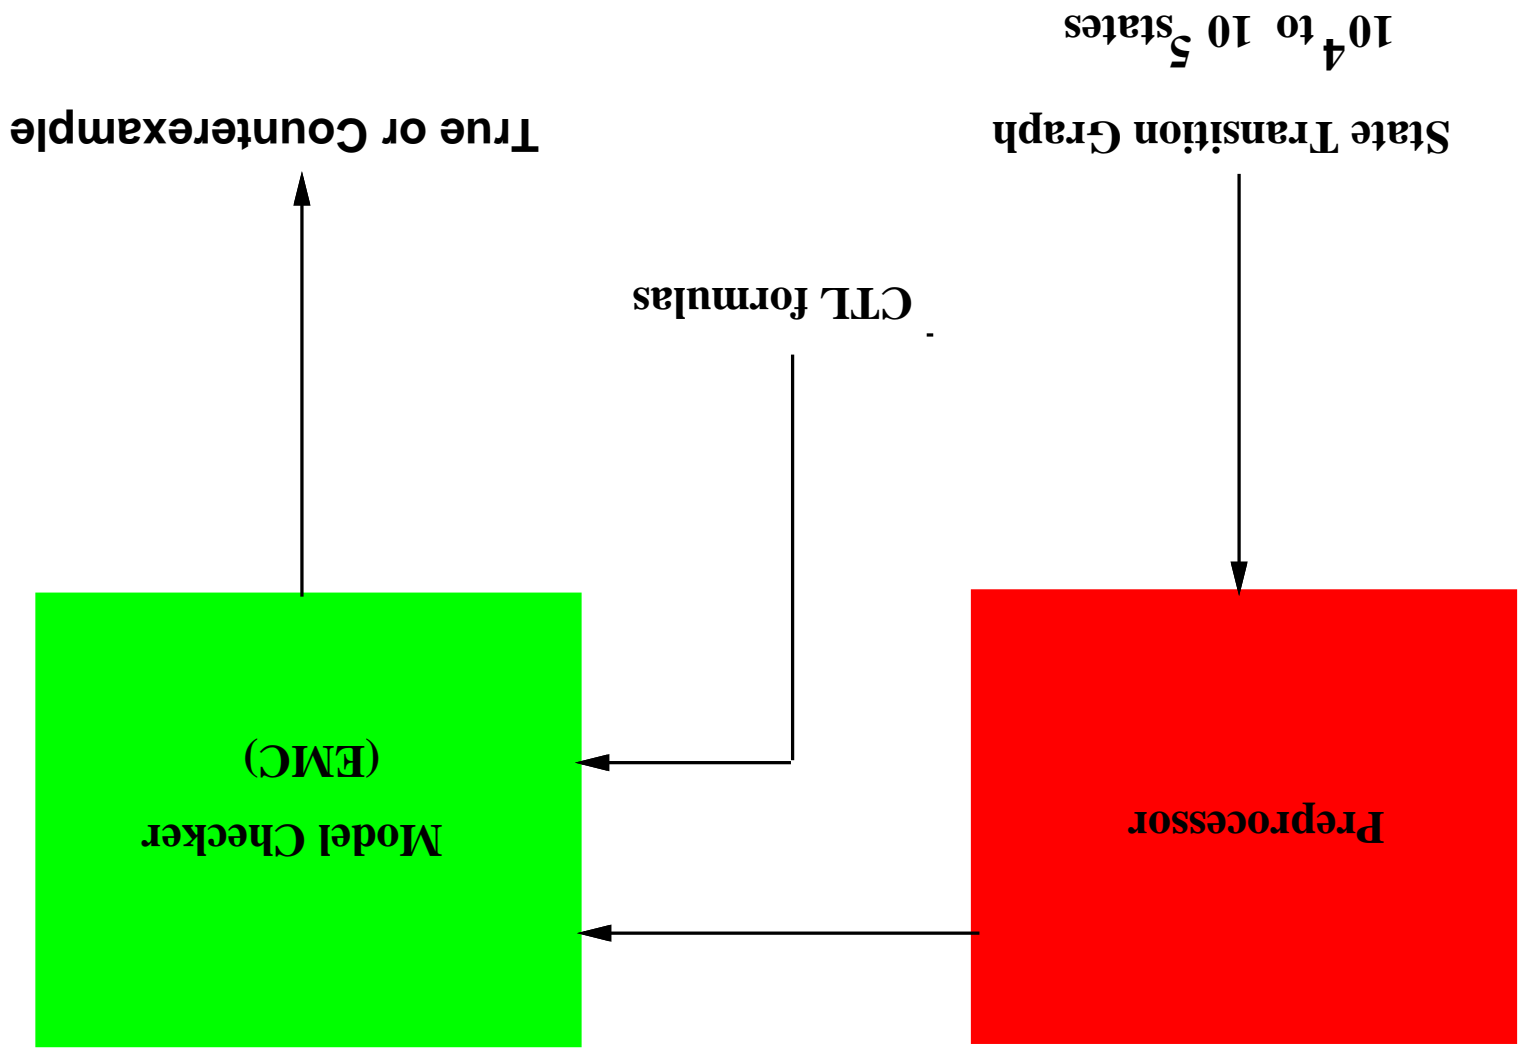 Preprocessor
Model Checker
(EMC)
CTL formulas
State Transition Graph
10⁴ to 10⁵ states
True or Counterexample